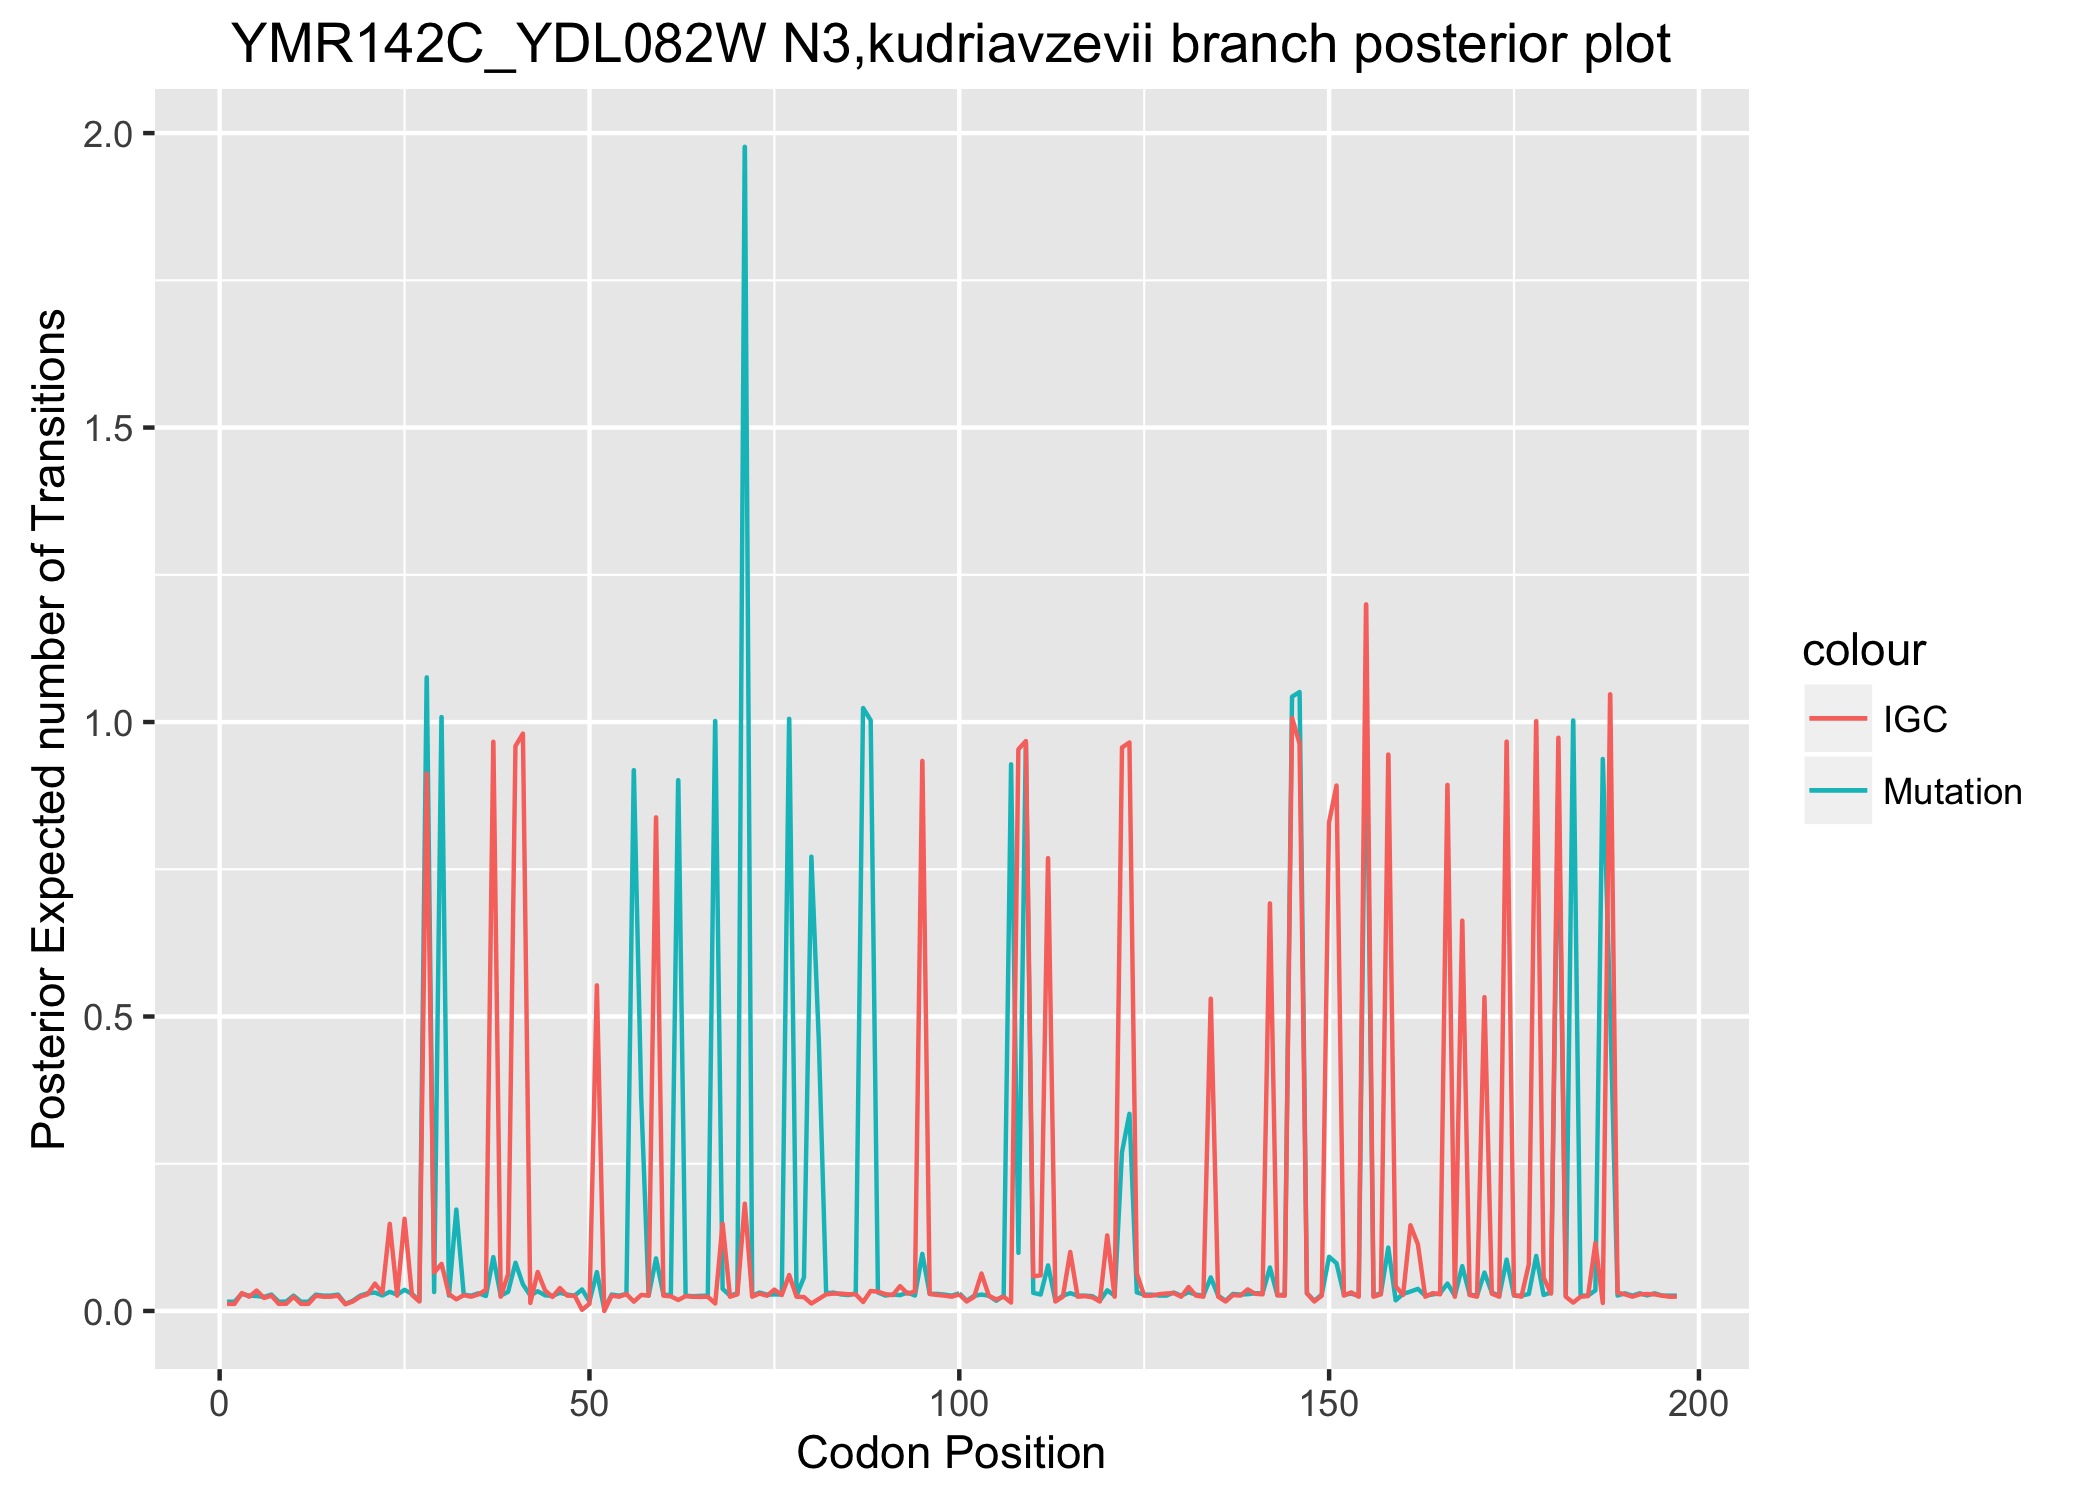 YMR142C_YDL082W N3,kudriavzevii branch posterior plot
Posterior Expected number of Transitions
2.0
1.5
1.0
0.5
0.0
0 50 100 150 200
Codon Position
colour
IGC
Mutation